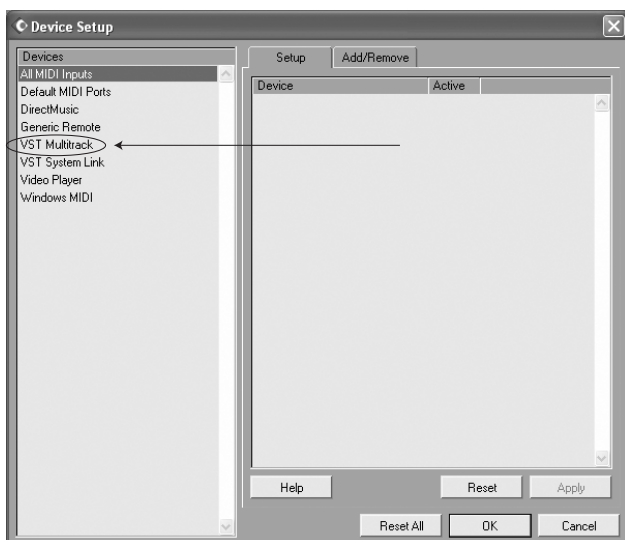 Device Setup
Devices
All MIDI Inputs
Default MIDI Ports
DirectMusic
Generic Remote
VST Multitrack
VST System Link
Video Player
Windows MIDI
Setup
Add/Remove
Device
Active
Help
Reset
Apply
Reset All
OK
Cancel